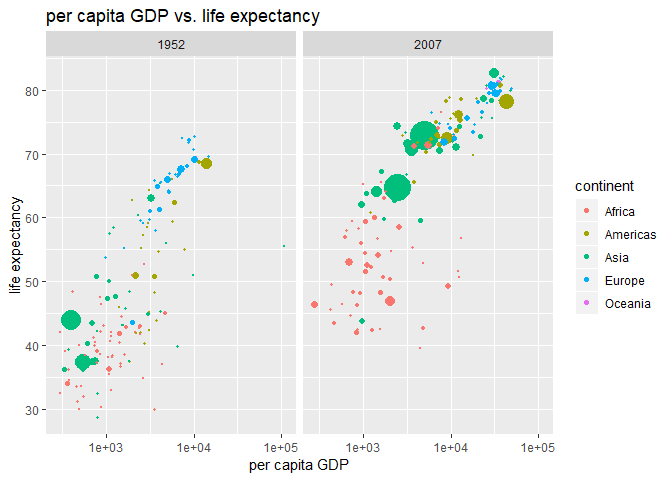 per capita GDP vs. life expectancy
1952 2007
80
70
60
50
40
30
life expectancy
1e+03 1e+04 1e+05 1e+03 1e+04 1e+05
per capita GDP
continent
Africa
Americas
Asia
Europe
Oceania